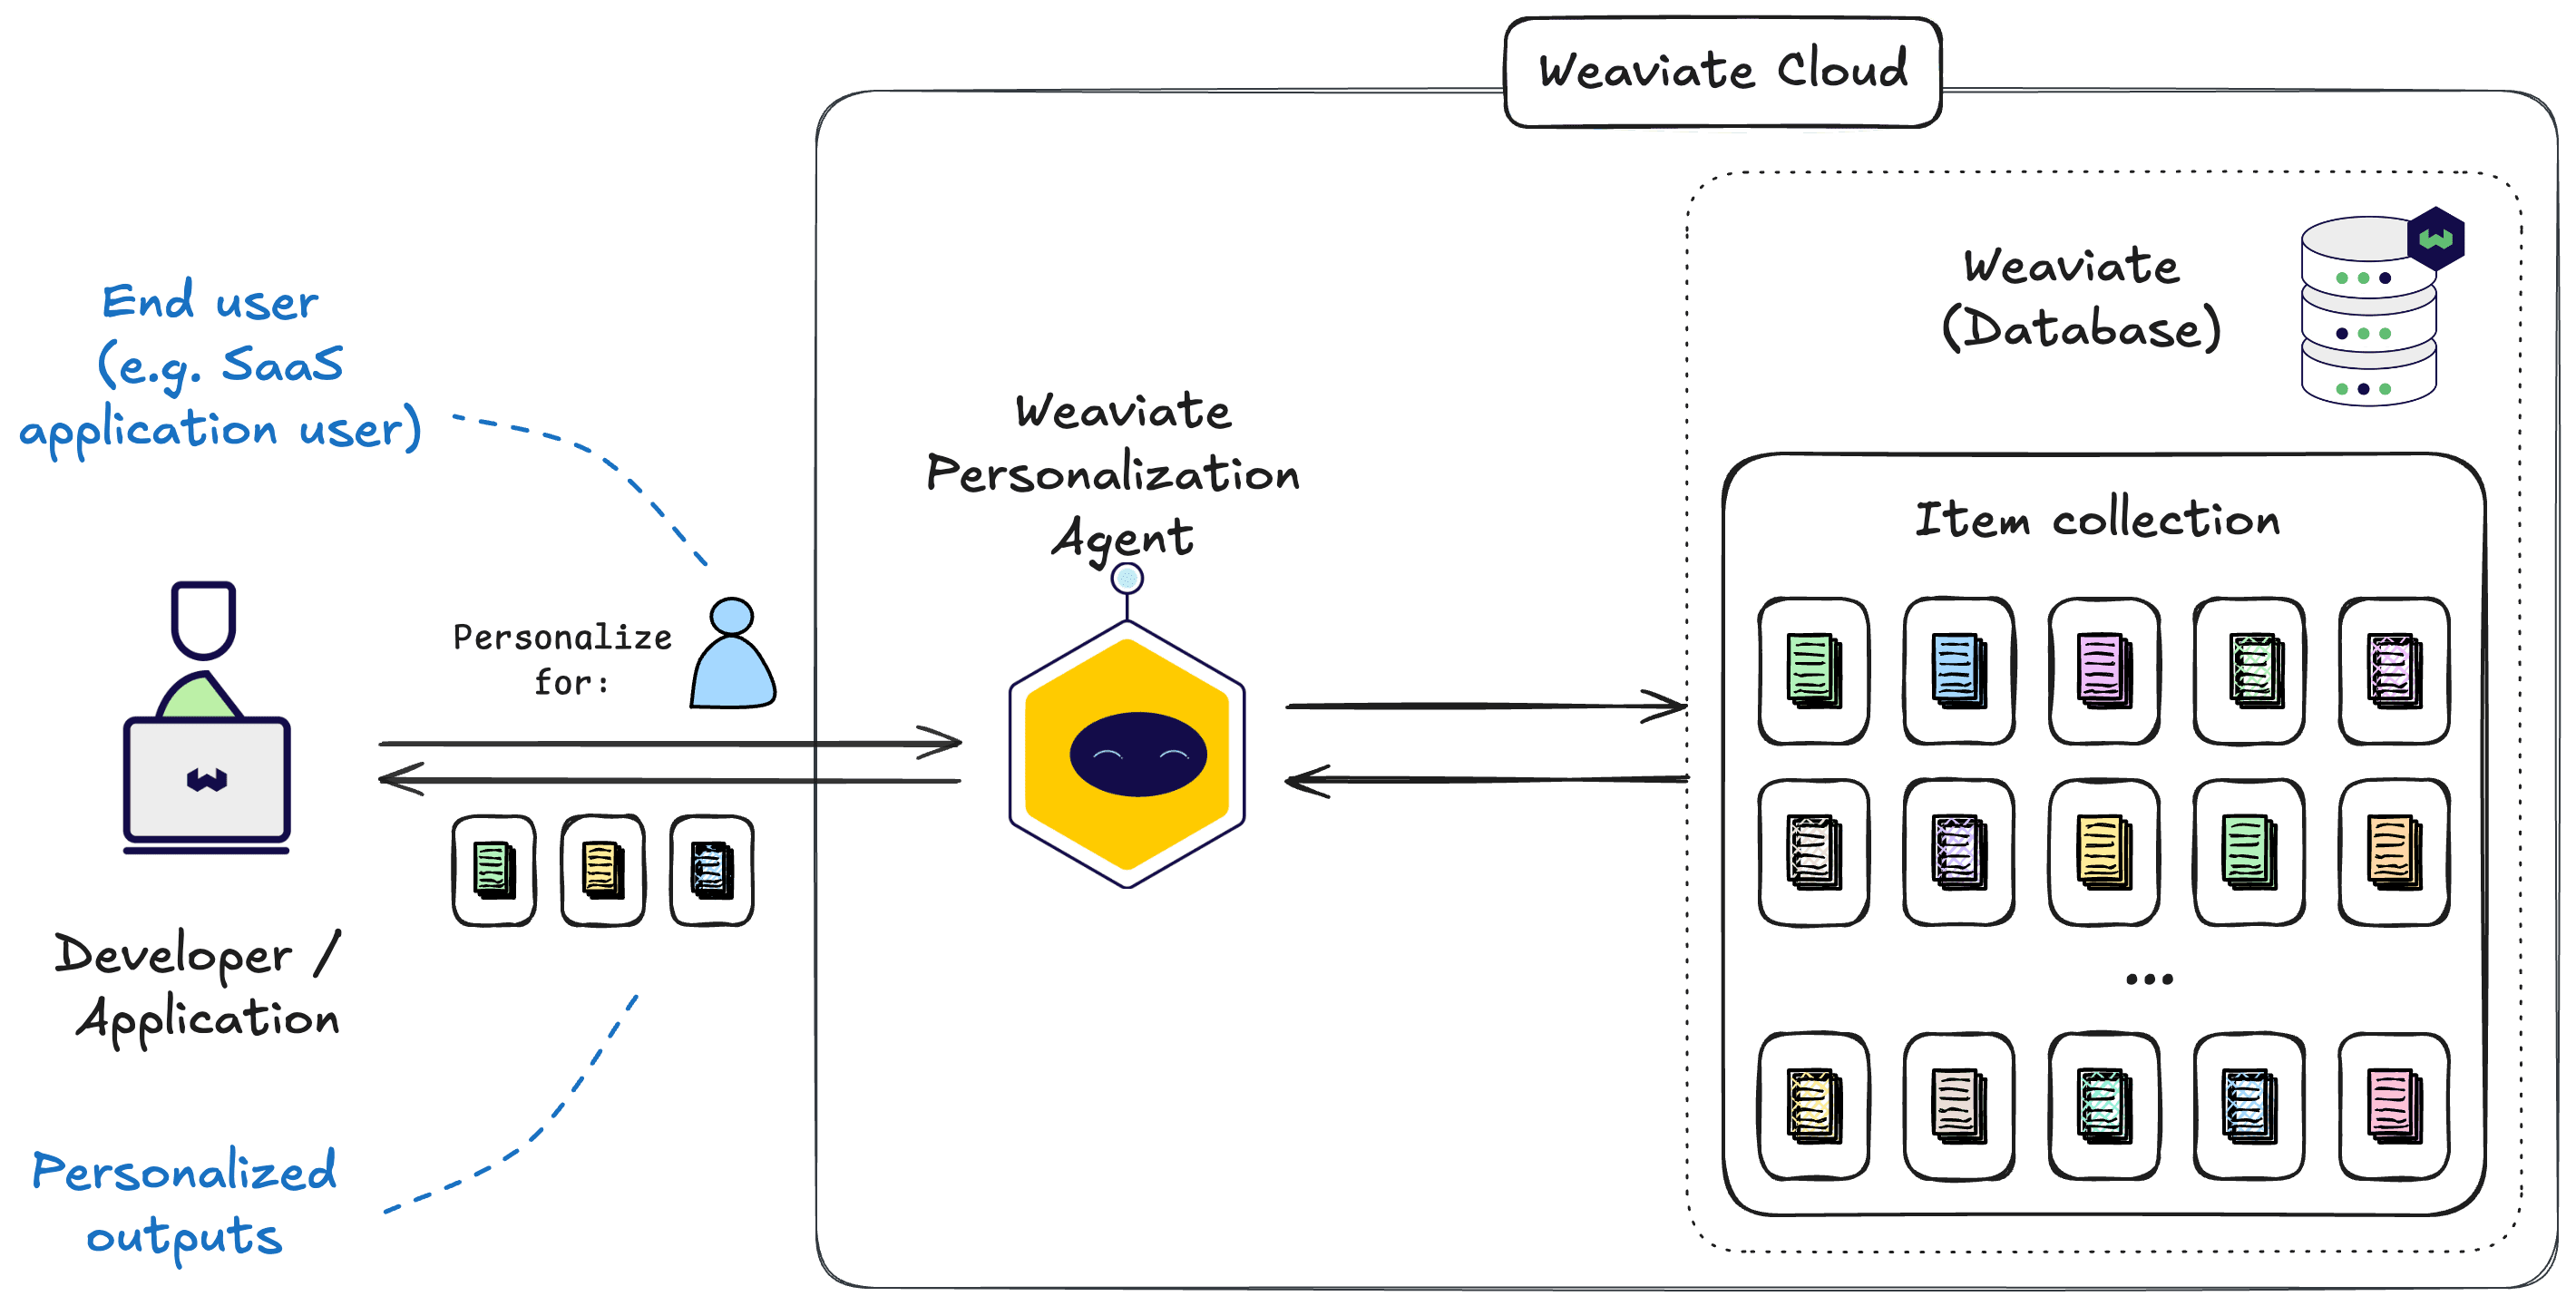 Weaviate Cloud
End user
(e.g. SaaS
application user)
Weaviate
(Database)
Weaviate
Personalization
Agent
Item collection
Personalize
for:
Developer /
Application
...
Personalized
outputs